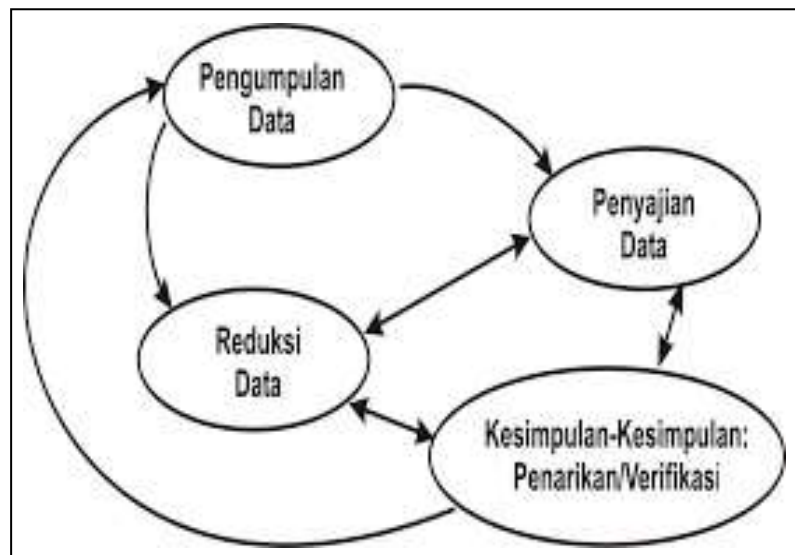 Pengumpulan
Data
Penyajian
Data
Reduksi
Data
Kesimpulan-Kesimpulan:
Penarikan/Verifikasi